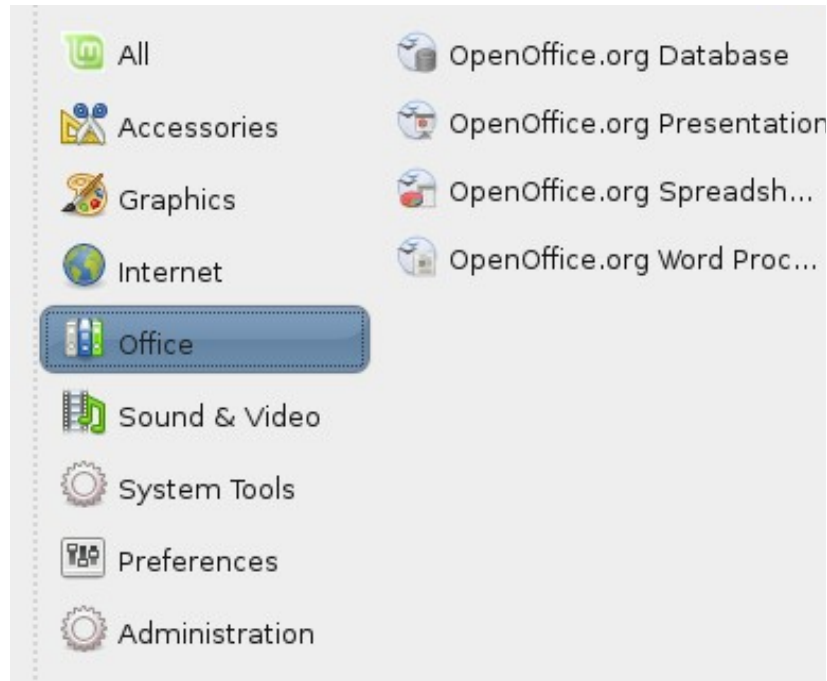 All
Accessories
Graphics
Internet
Office
Sound & Video
System Tools
Preferences
Administration
OpenOffice.org Database
OpenOffice.org Presentation
OpenOffice.org Spreadsh...
OpenOffice.org Word Proc...